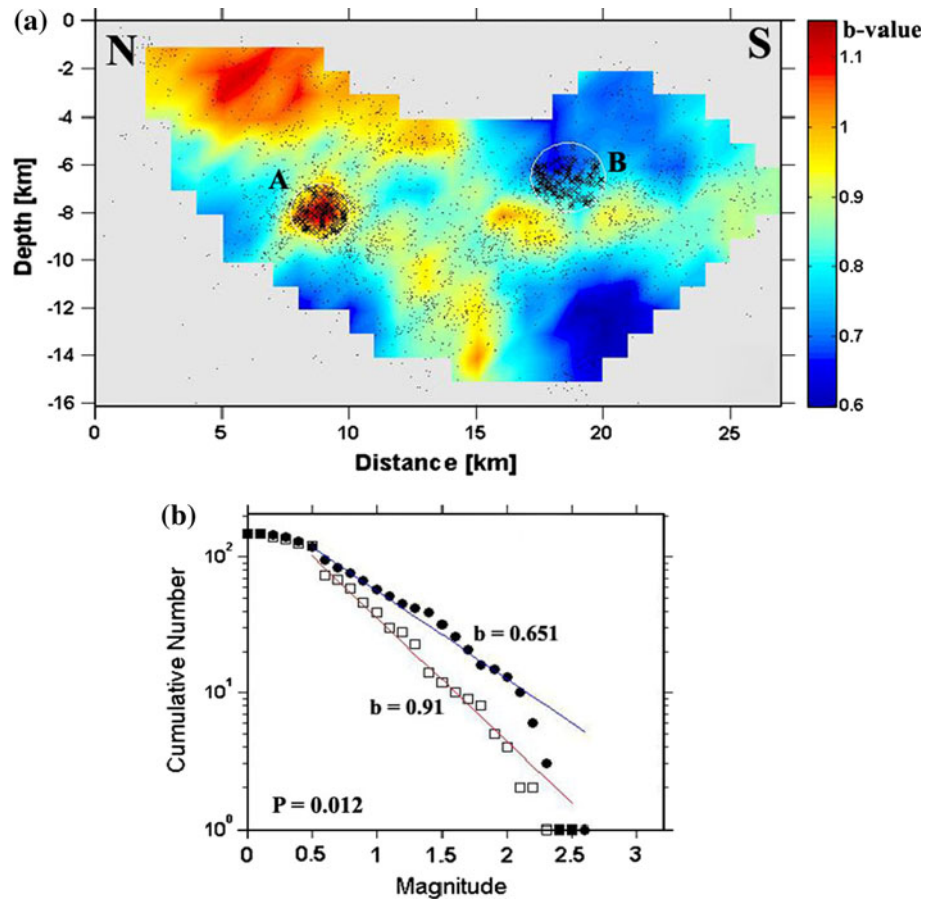 (a)
N
S
A
B
b-value
0
-2
-4
-6
-8
-10
-12
-14
-16
Depth [km]
0 5 10 15 20 25
Distance [km]
1.1
1
0.9
0.8
0.7
0.6
(b)
10²
10¹
10⁰
Cumulative Number
b = 0.651
b = 0.91
P = 0.012
0 0.5 1 1.5 2 2.5 3
Magnitude